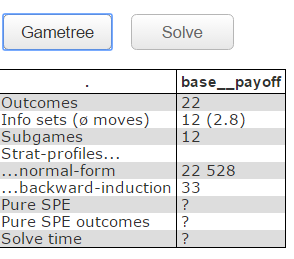 Gametree Solve
. base__payoff
Outcomes 22
Info sets (ø moves) 12 (2.8)
Subgames 12
Strat-profiles...
...normal-form 22 528
...backward-induction 33
Pure SPE ?
Pure SPE outcomes ?
Solve time ?